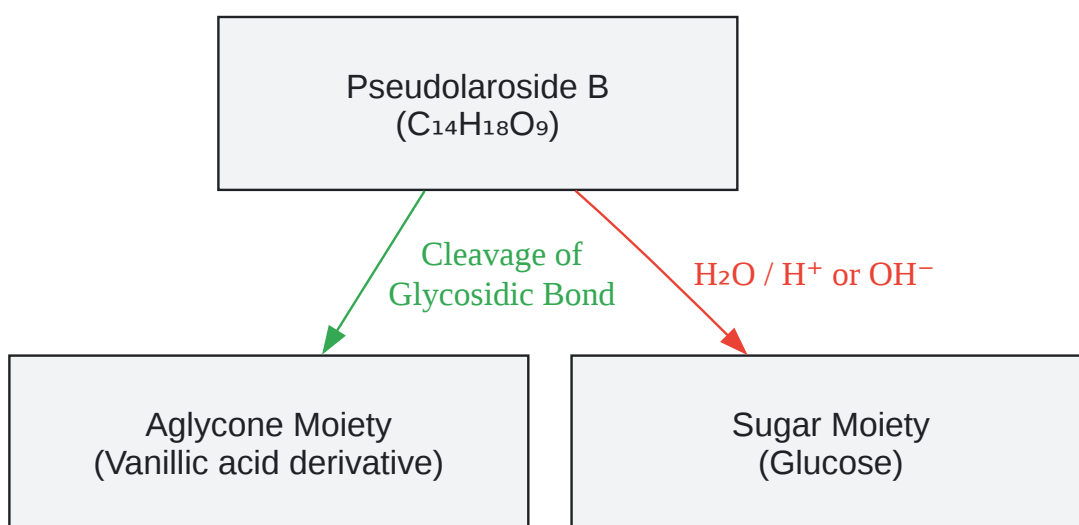 Pseudolaroside B
(C₁₄H₁₈O₉)
Cleavage of
Glycosidic Bond
H₂O / H⁺ or OH⁻
Aglycone Moiety
(Vanillic acid derivative)
Sugar Moiety
(Glucose)